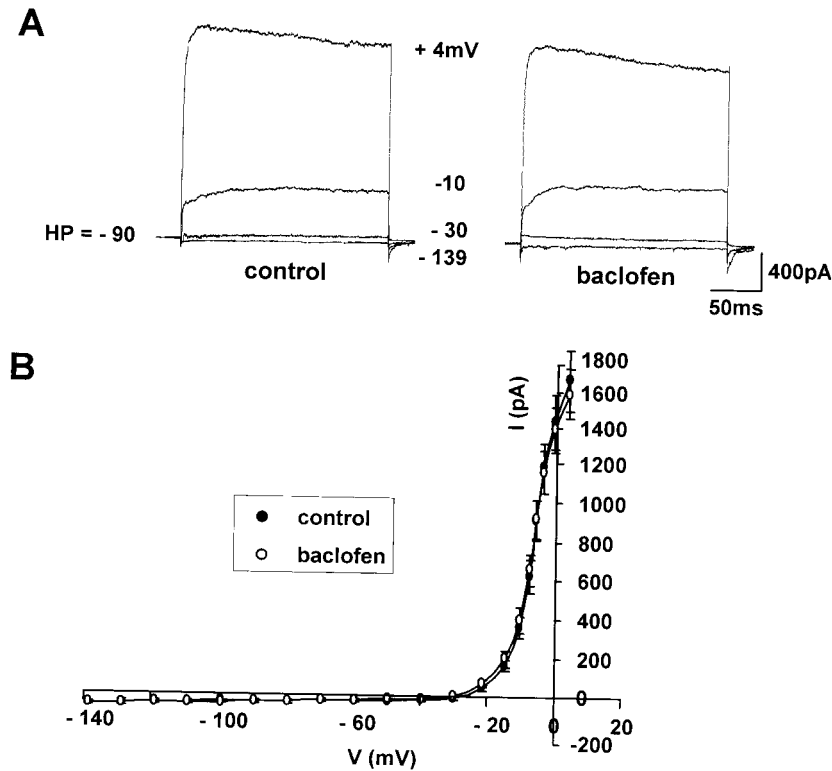 A
+ 4mV
-10
HP = - 90
- 30
- 139
control
baclofen
400pA
50ms
B
I (pA)
1800
1600
1400
1200
1000
800
600
400
200
0
-200
control
baclofen
- 140
- 100
- 60
- 20
0
20
V (mV)